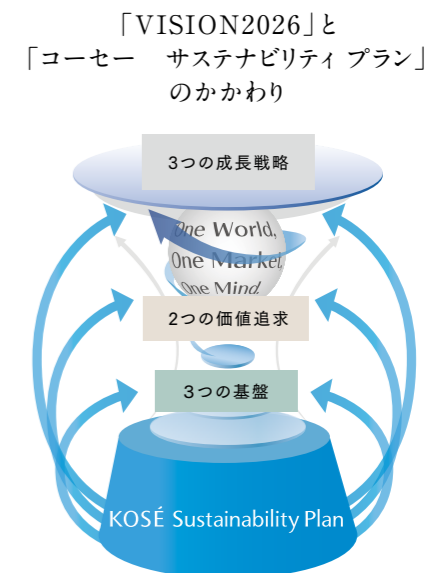 「VISION2026」と
「コーセー　サステナビリティ プラン」
のかかわり
3つの成長戦略
One World,
One Market,
One Mind.
2つの価値追求
3つの基盤
KOSÉ Sustainability Plan